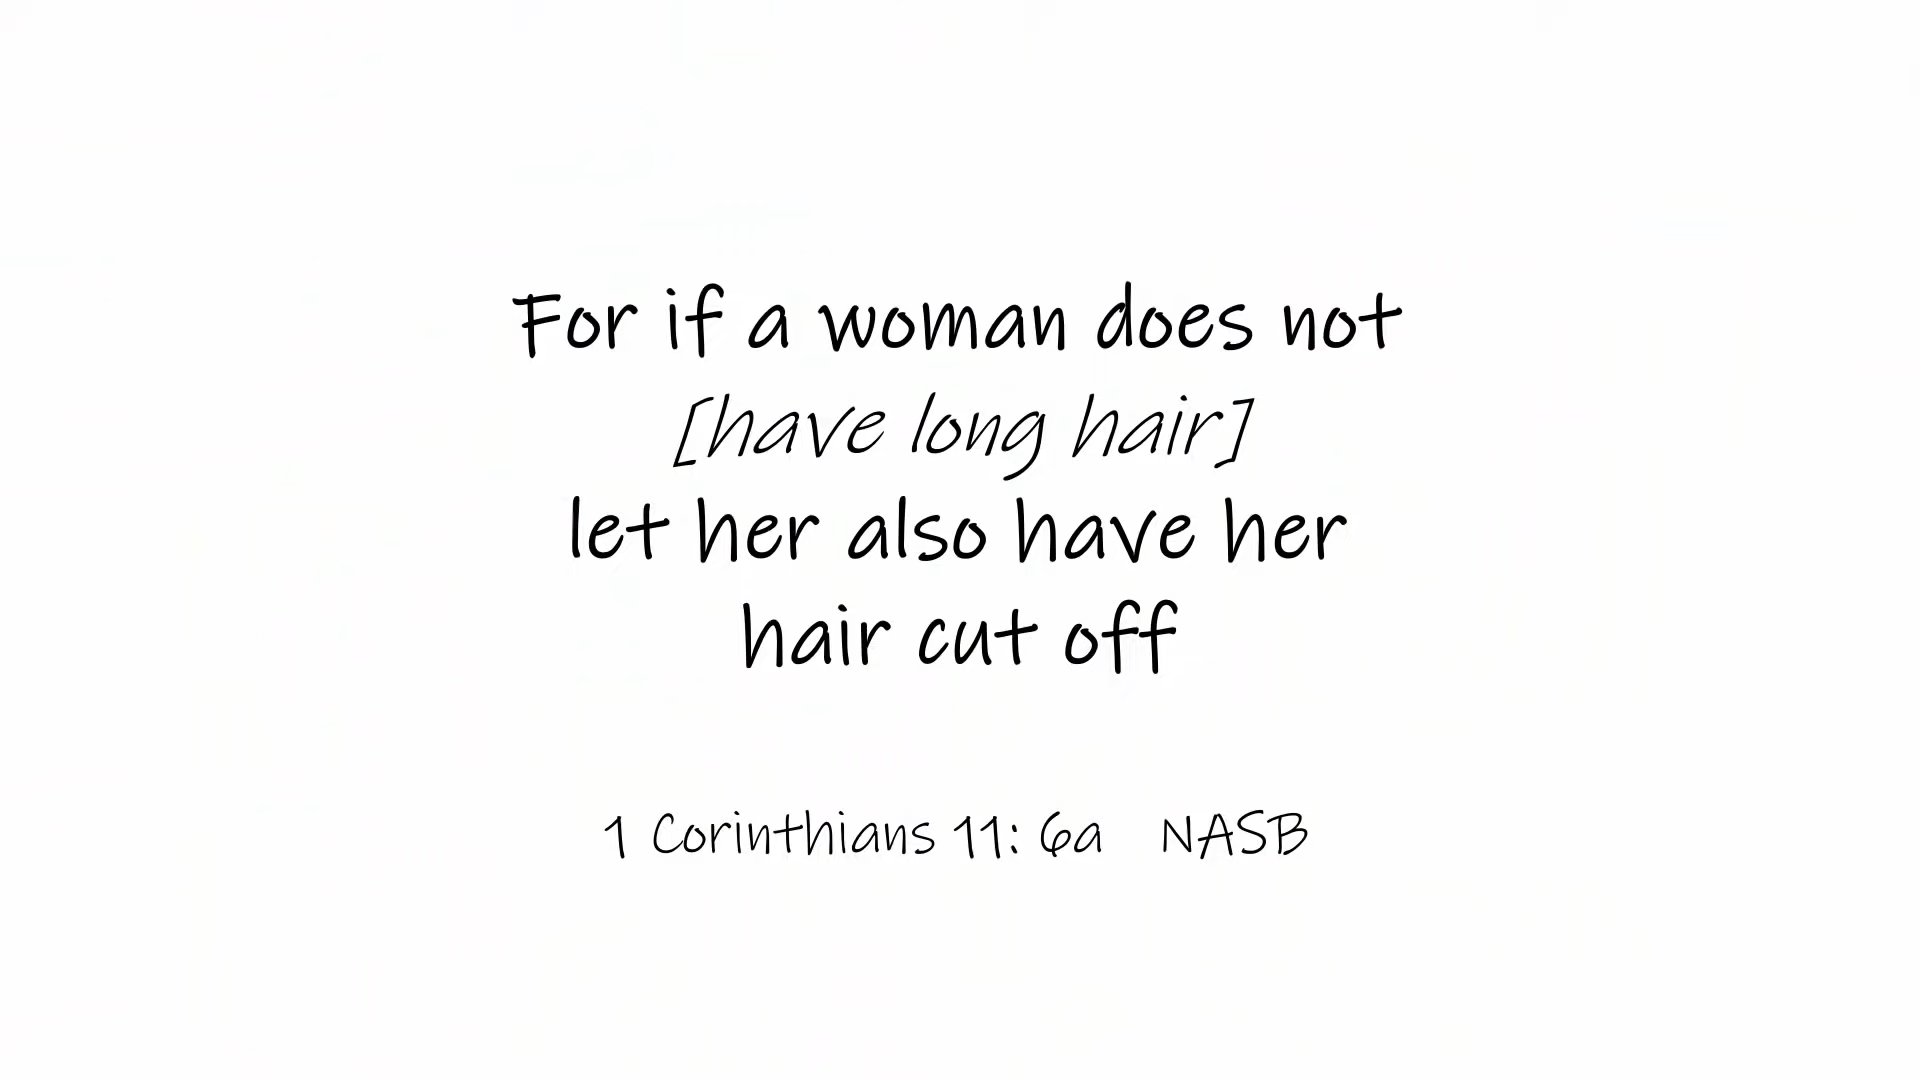 For if a woman does not
[have long hair]
let her also have her
hair cut off
1 Corinthians 11: 6a NASB